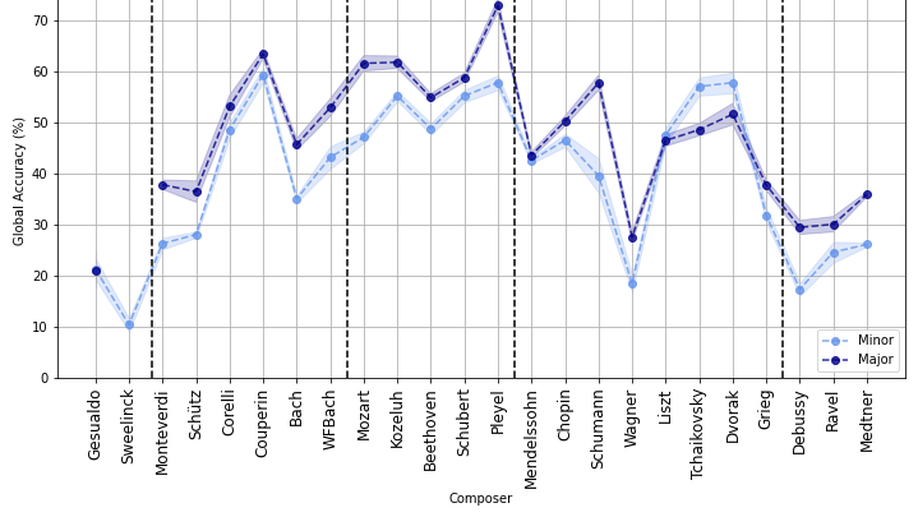 70
60
50
40
30
20
10
0
Global Accuracy (%)
Minor
Major
Gesualdo
Sweelinck
Monteverdi
Schütz
Corelli
Couperin
Bach
WFBach
Mozart
Kozeluh
Beethoven
Schubert
Pleyel
Mendelssohn
Chopin
Schumann
Wagner
Liszt
Tchaikovsky
Dvorak
Grieg
Debussy
Ravel
Medtner
Composer